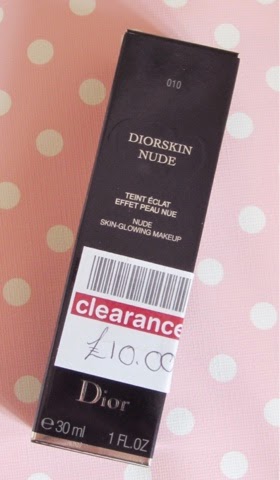 010
DIORSKIN
NUDE
TEINT ÉCLAT
EFFET PEAU NUE
NUDE
SKIN-GLOWING MAKEUP
clearance
£10.00
Dior
℮ 30 ml 1 FL.OZ